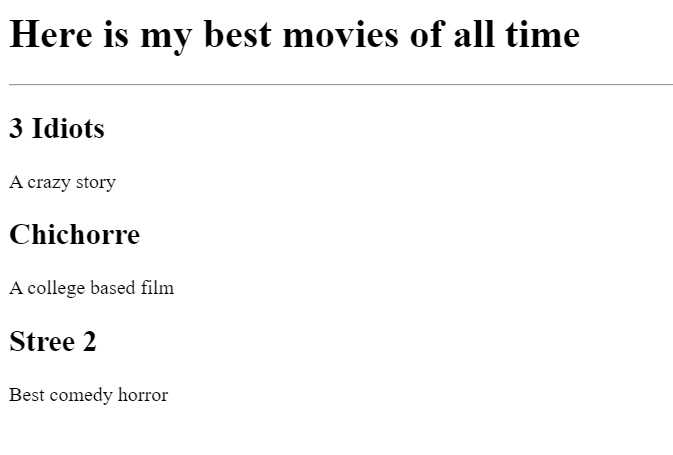 Here is my best movies of all time
3 Idiots
A crazy story
Chichorre
A college based film
Stree 2
Best comedy horror